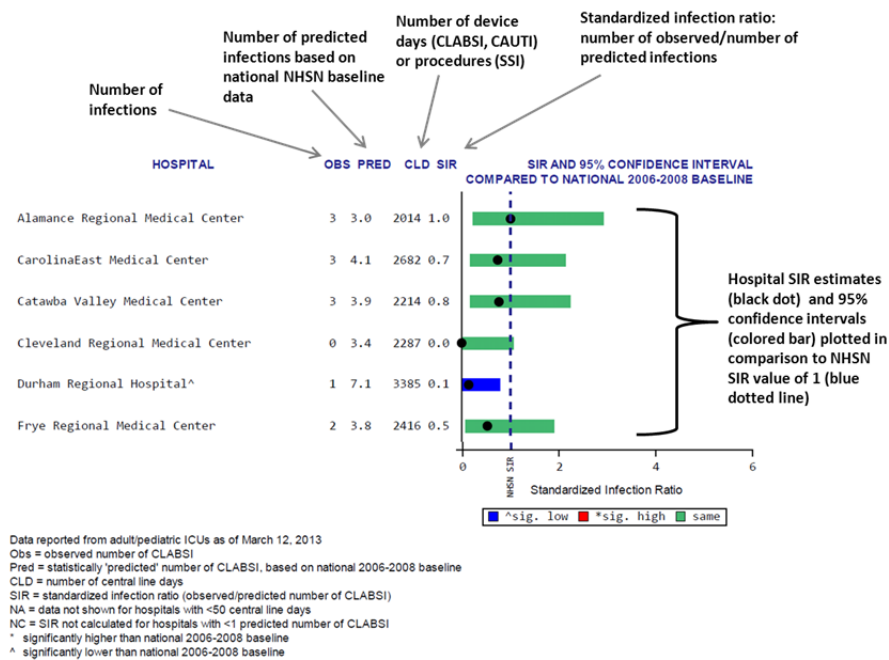 Number of infections
Number of predicted
infections based on
national NHSN baseline
data
Number of device
days (CLABSI, CAUTI)
or procedures (SSI)
Standardized infection ratio:
number of observed/number of
predicted infections
HOSPITAL OBS PRED CLD SIR SIR AND 95% CONFIDENCE INTERVAL
COMPARED TO NATIONAL 2006-2008 BASELINE
Alamance Regional Medical Center 3 3.0 2014 1.0
CarolinaEast Medical Center 3 4.1 2682 0.7
Catawba Valley Medical Center 3 3.9 2214 0.8
Cleveland Regional Medical Center 0 3.4 2287 0.0
Durham Regional Hospital^ 1 7.1 3385 0.1
Frye Regional Medical Center 2 3.8 2416 0.5
Hospital SIR estimates
(black dot) and 95%
confidence intervals
(colored bar) plotted in
comparison to NHSN
SIR value of 1 (blue
dotted line)
0 2 4 6
NHSN SIR
Standardized Infection Ratio
^sig. low *sig. high same
Data reported from adult/pediatric ICUs as of March 12, 2013
Obs = observed number of CLABSI
Pred = statistically 'predicted' number of CLABSI, based on national 2006-2008 baseline
CLD = number of central line days
SIR = standardized infection ratio (observed/predicted number of CLABSI)
NA = data not shown for hospitals with <50 central line days
NC = SIR not calculated for hospitals with <1 predicted number of CLABSI
* significantly higher than national 2006-2008 baseline
^ significantly lower than national 2006-2008 baseline